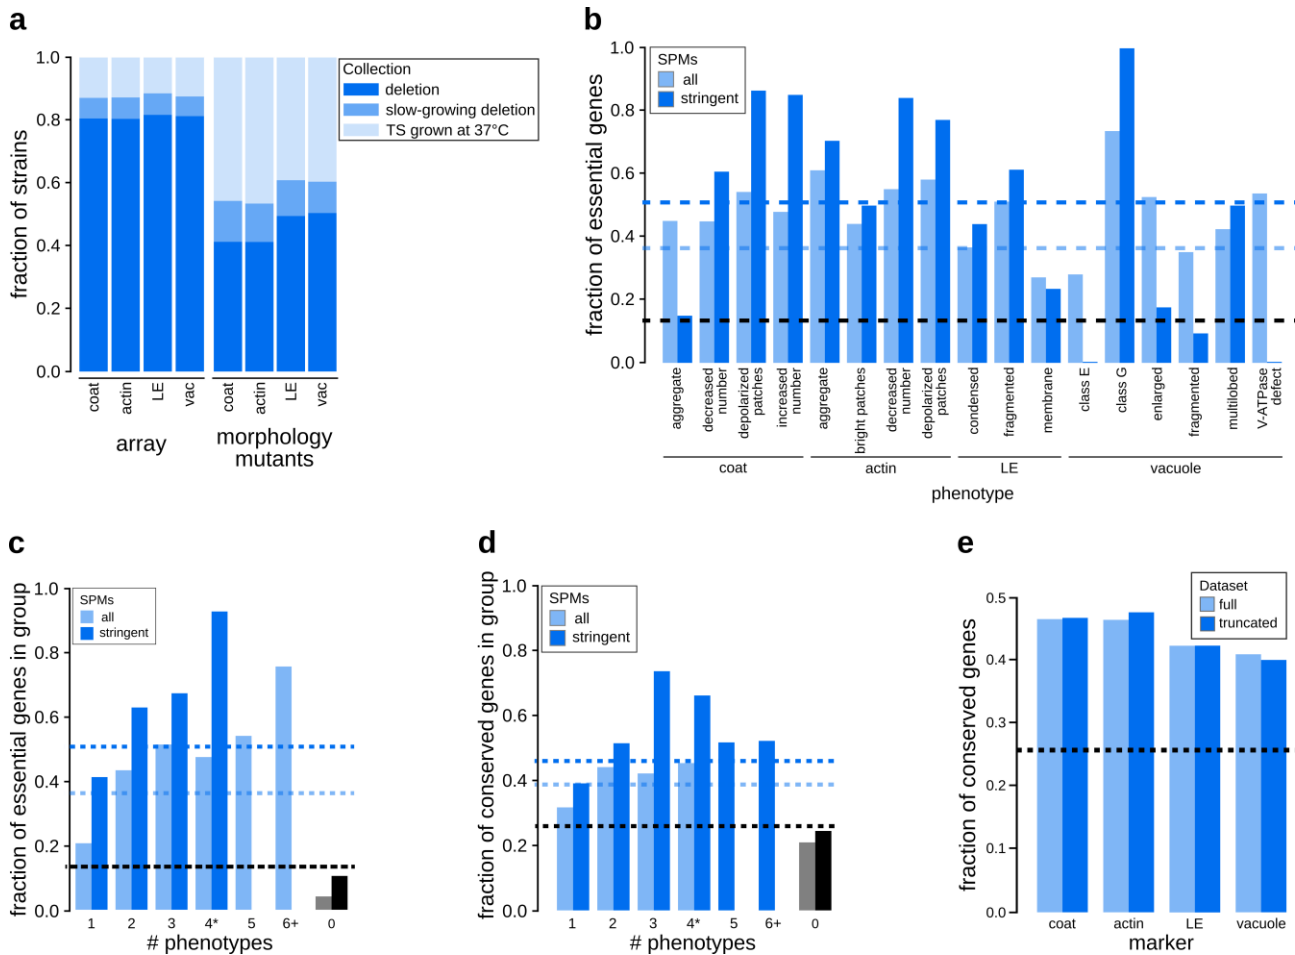 a
1.0
0.8
0.6
0.4
0.2
0.0
fraction of strains
Collection
deletion
slow-growing deletion
TS grown at 37°C
coat
actin
LE
vac
coat
actin
LE
vac
array
morphology
mutants
b
1.0
0.8
0.6
0.4
0.2
0.0
fraction of essential genes
SPMs
all
stringent
aggregate
decreased
number
depolarized
patches
increased
number
aggregate
bright patches
decreased
number
depolarized
patches
condensed
fragmented
membrane
class E
class G
enlarged
fragmented
multilobed
V-ATPase
defect
coat
actin
LE
vacuole
phenotype
c
1.0
0.8
0.6
0.4
0.2
0.0
fraction of essential genes in group
SPMs
all
stringent
1
2
3
4*
5
6+
0
# phenotypes
d
1.0
0.8
0.6
0.4
0.2
0.0
fraction of conserved genes in group
SPMs
all
stringent
1
2
3
4*
5
6+
0
# phenotypes
e
0.5
0.4
0.3
0.2
0.1
0.0
fraction of conserved genes
Dataset
full
truncated
coat
actin
LE
vacuole
marker